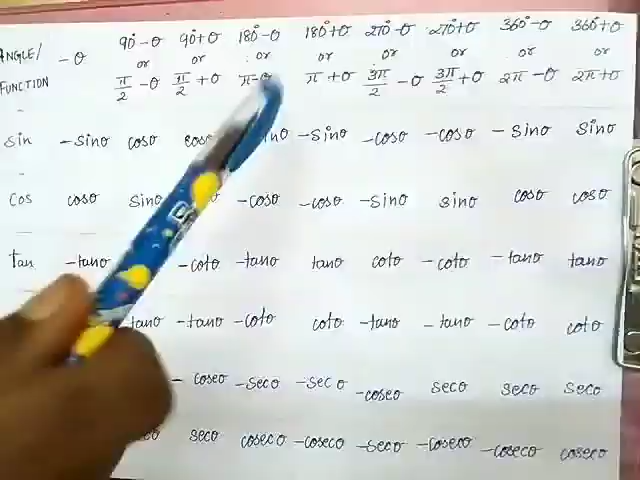 ANGLE/ -θ 90°-θ 90°+θ 180°-θ 180°+θ 270°-θ 270°+θ 360°-θ 360°+θ
or or or or or or or or
FUNCTION π/2 -θ π/2 +θ π-θ π+θ 3π/2 -θ 3π/2 +θ 2π-θ 2π+θ
sin -sinθ cosθ cosθ -sinθ -cosθ -cosθ -sinθ sinθ
cos cosθ sinθ -cosθ -cosθ -sinθ sinθ cosθ cosθ
tan -tanθ -cotθ -tanθ tanθ cotθ -cotθ -tanθ tanθ
tanθ -tanθ -cotθ cotθ -tanθ -tanθ -cotθ cotθ
-cosecθ -secθ -secθ -cosecθ secθ secθ secθ
secθ cosecθ -cosecθ -secθ -cosecθ -cosecθ cosecθ